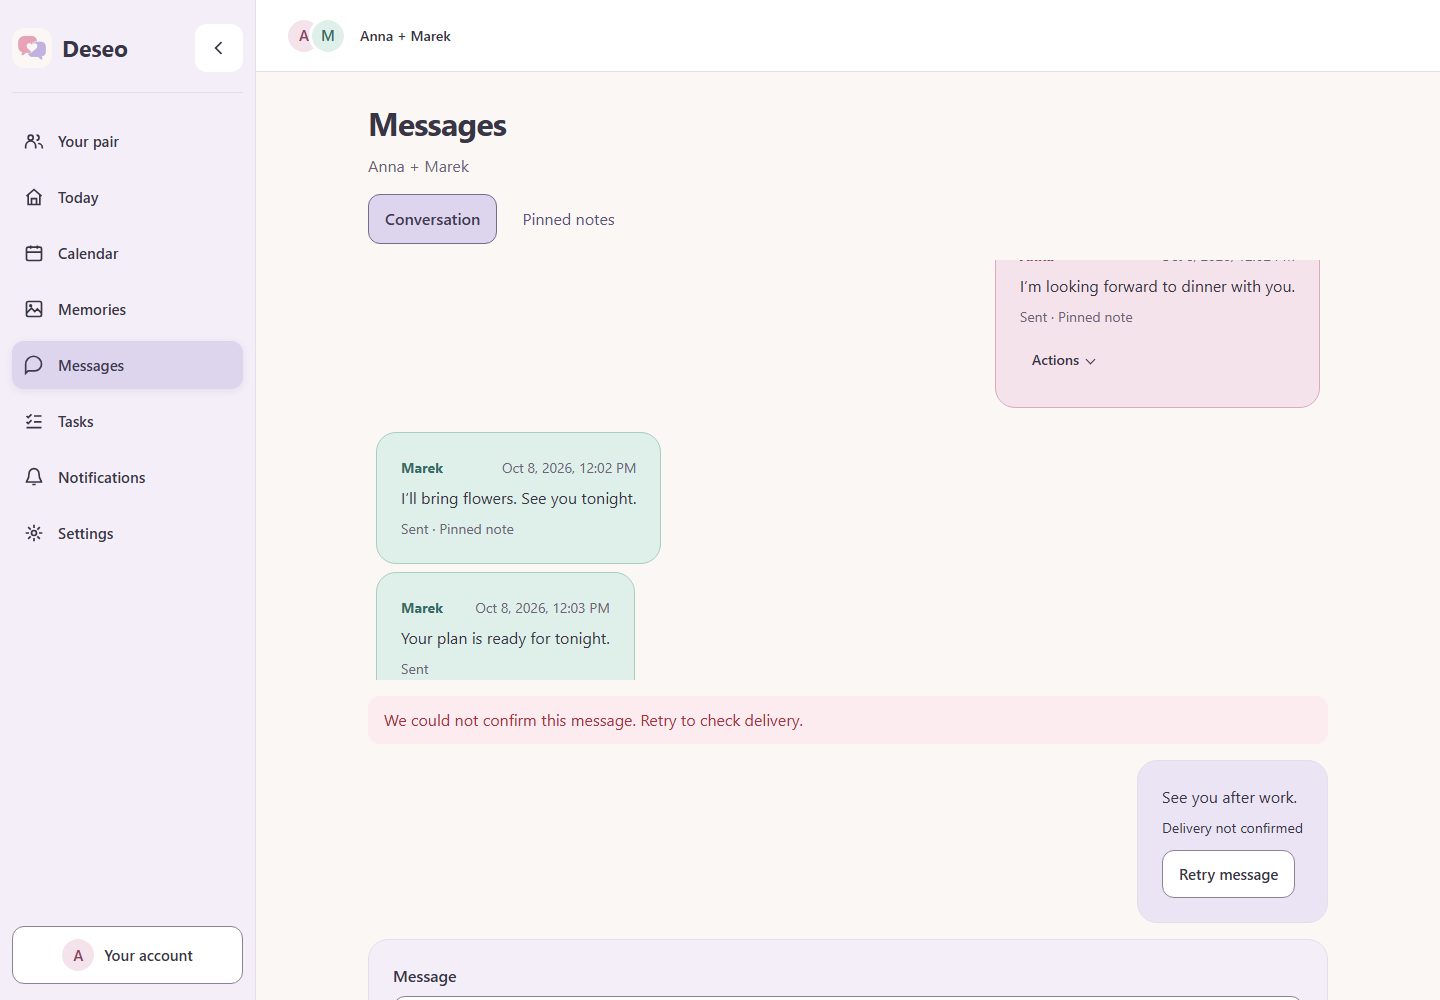 Deseo
Your pair
Today
Calendar
Memories
Messages
Tasks
Notifications
Settings
A Your account
A M Anna + Marek
Messages
Anna + Marek
Conversation Pinned notes
I'm looking forward to dinner with you.
Sent · Pinned note
Actions
Marek Oct 8, 2026, 12:02 PM
I'll bring flowers. See you tonight.
Sent · Pinned note
Marek Oct 8, 2026, 12:03 PM
Your plan is ready for tonight.
Sent
We could not confirm this message. Retry to check delivery.
See you after work.
Delivery not confirmed
Retry message
Message